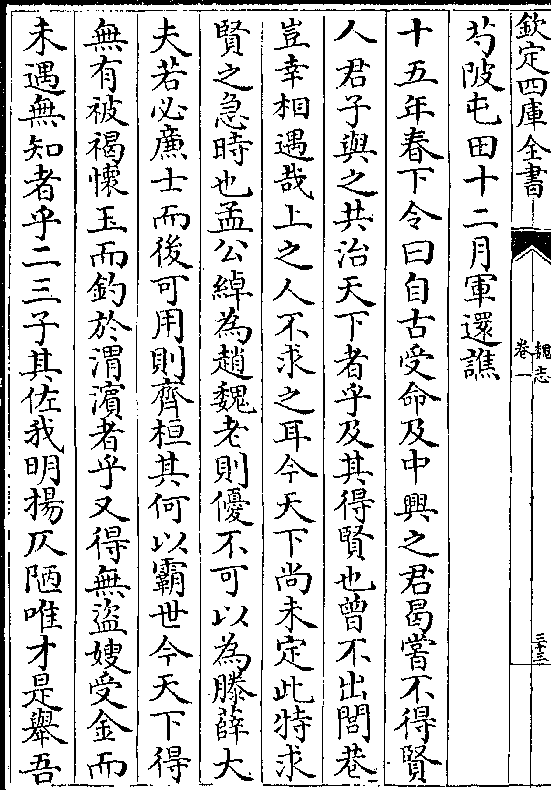 欽定四庫全書
魏志
卷一
三十三
芍陂屯田十二月軍還譙
十五年春下令曰自古受命及中興之君曷嘗不得賢
人君子與之共治天下者乎及其得賢也曾不出閭巷
豈幸相遇哉上之人不求之耳今天下尚未定此特求
賢之急時也孟公綽為趙魏老則優不可以為滕薛大
夫若必亷士而後可用則齊桓其何以霸世今天下得
無有被褐懷玉而釣於渭濱者乎又得無盜嫂受金而
未遇無知者乎二三子其佐我明揚仄陋唯才是舉吾